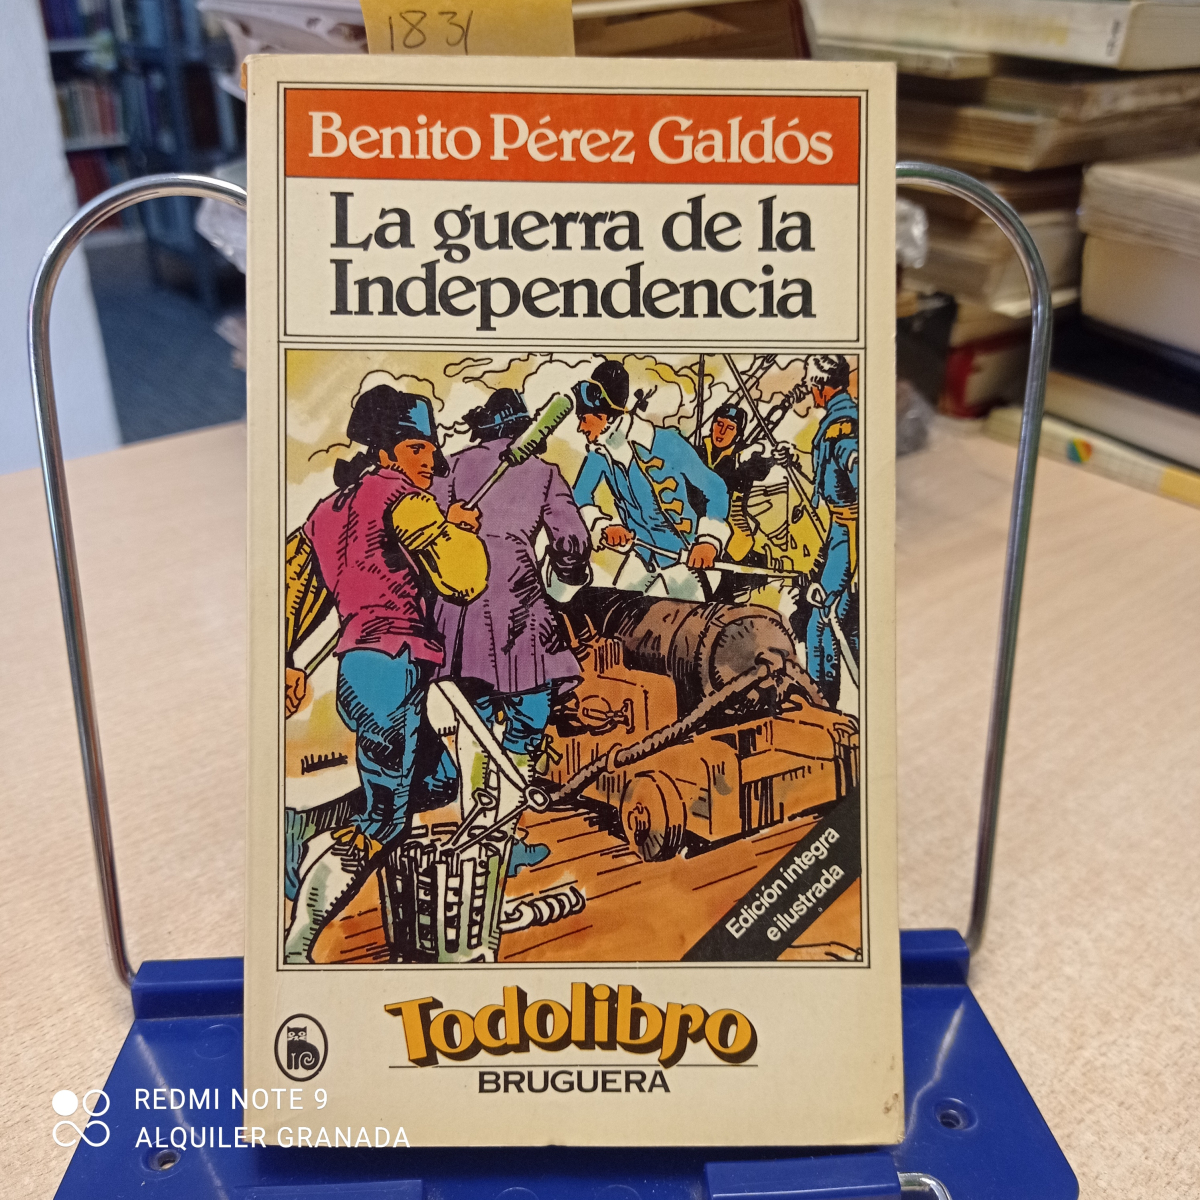 1831
Benito Pérez Galdós
La guerra de la
Independencia
Edición íntegra
e ilustrada
Todolibro
BRUGUERA
REDMI NOTE 9
ALQUILER GRANADA